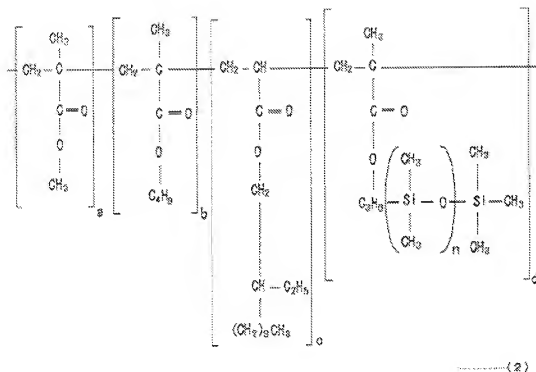 CH₃ CH₃ CH₃
CH₂ C CH₂ C CH₂ CH CH₂ C
C=O C=O C=O C=O
O O O O
CH₃ CH₃
CH₃ C₄H₉ CH₂ C₃H₆ Si O Si CH₃
a b CH₃ n CH₃ d
CH C₂H₅
(CH₂)₃CH₃ c
(2)